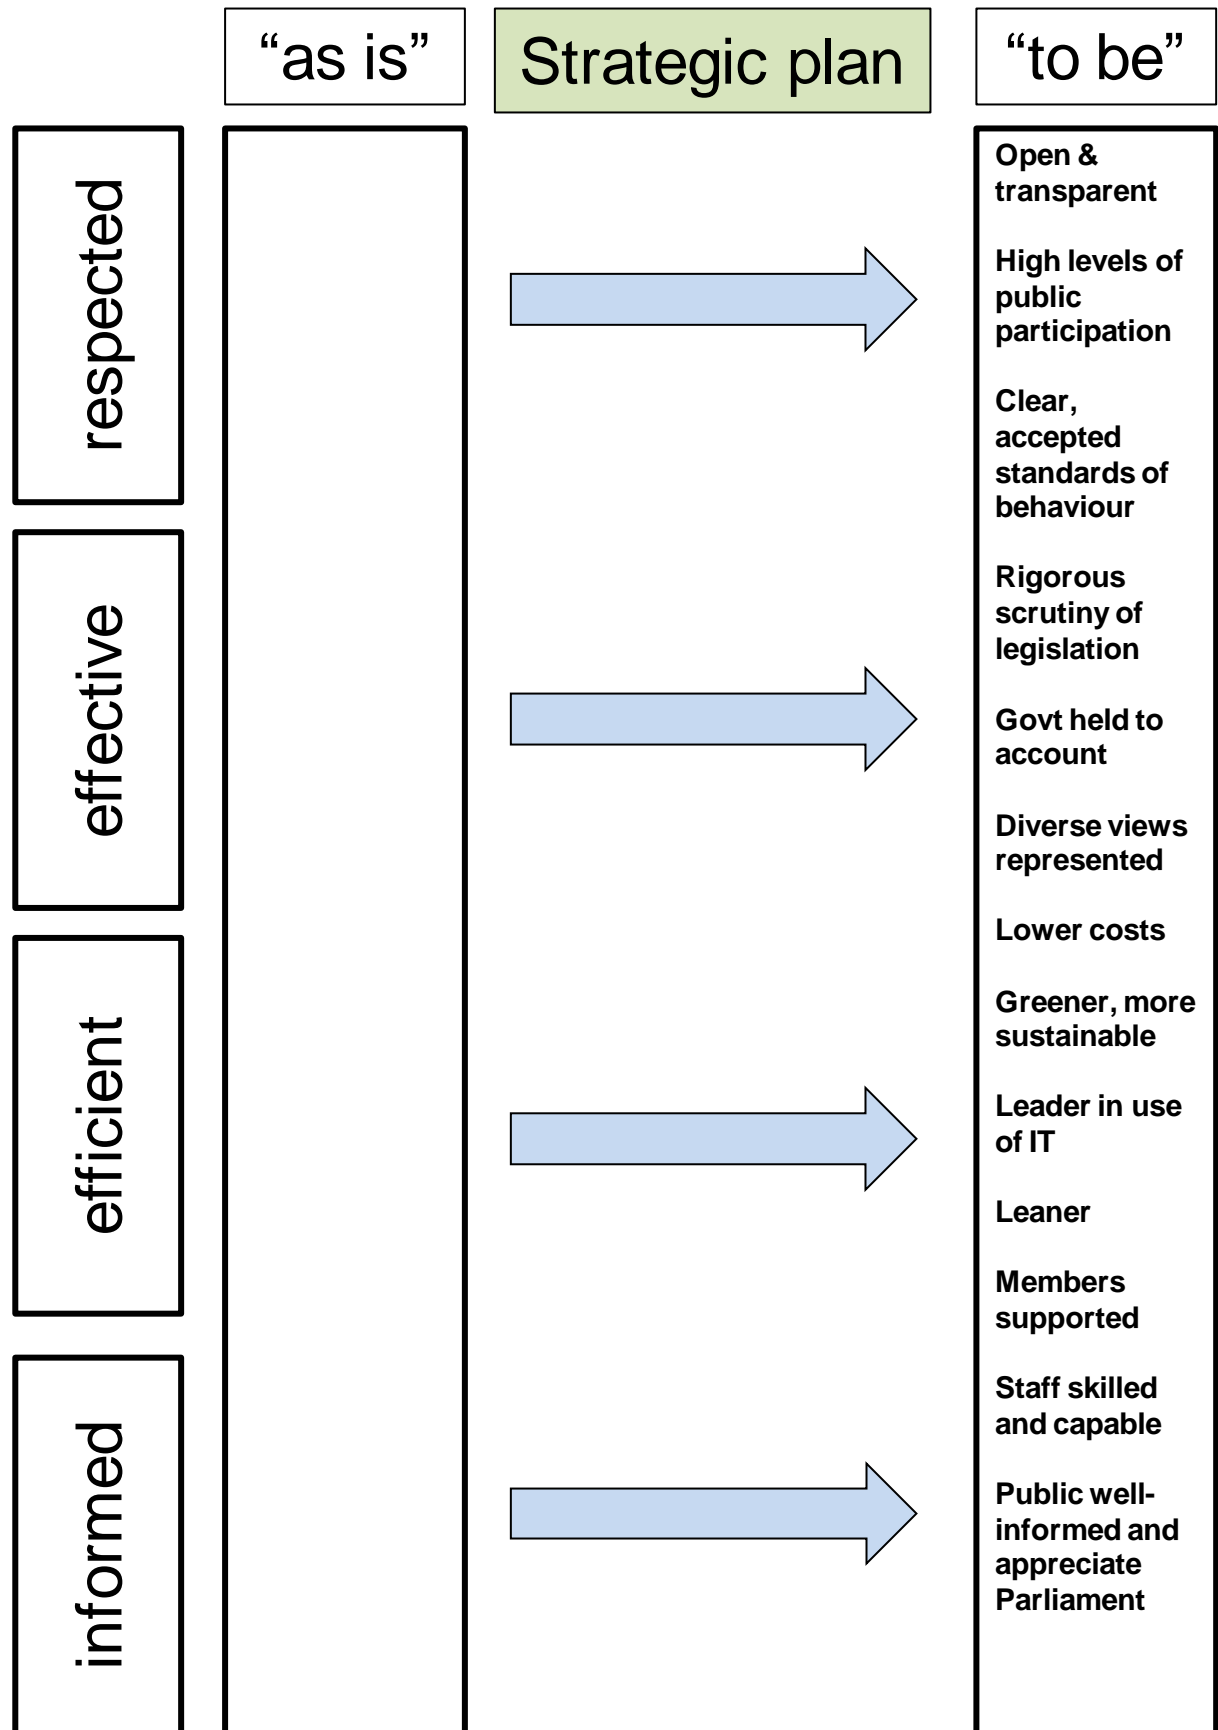 “as is”
Strategic plan
“to be”
respected
effective
efficient
informed
Open &
transparent
High levels of
public
participation
Clear,
accepted
standards of
behaviour
Rigorous
scrutiny of
legislation
Govt held to
account
Diverse views
represented
Lower costs
Greener, more
sustainable
Leader in use
of IT
Leaner
Members
supported
Staff skilled
and capable
Public well-
informed and
appreciate
Parliament